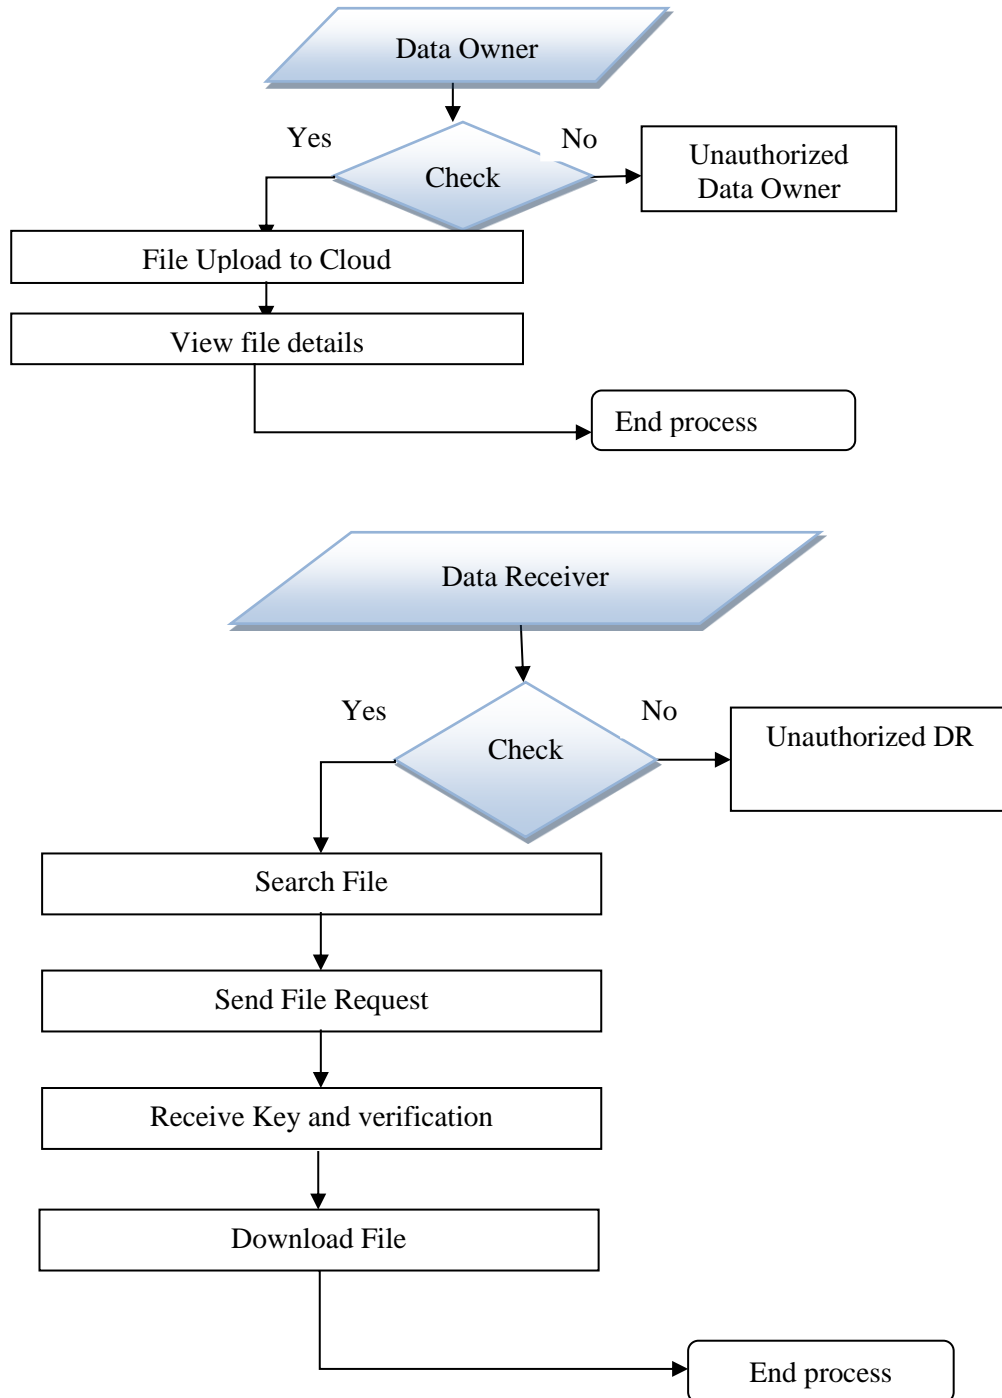 Data Owner
Yes
No
Check
Unauthorized
Data Owner
File Upload to Cloud
View file details
End process
Data Receiver
Yes
No
Check
Unauthorized DR
Search File
Send File Request
Receive Key and verification
Download File
End process